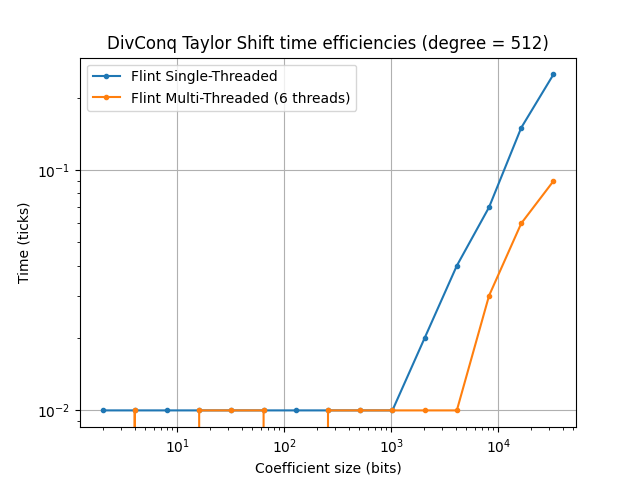 DivConq Taylor Shift time efficiencies (degree = 512)
Flint Single-Threaded
Flint Multi-Threaded (6 threads)
10⁻¹
10⁻²
Time (ticks)
10¹ 10² 10³ 10⁴
Coefficient size (bits)